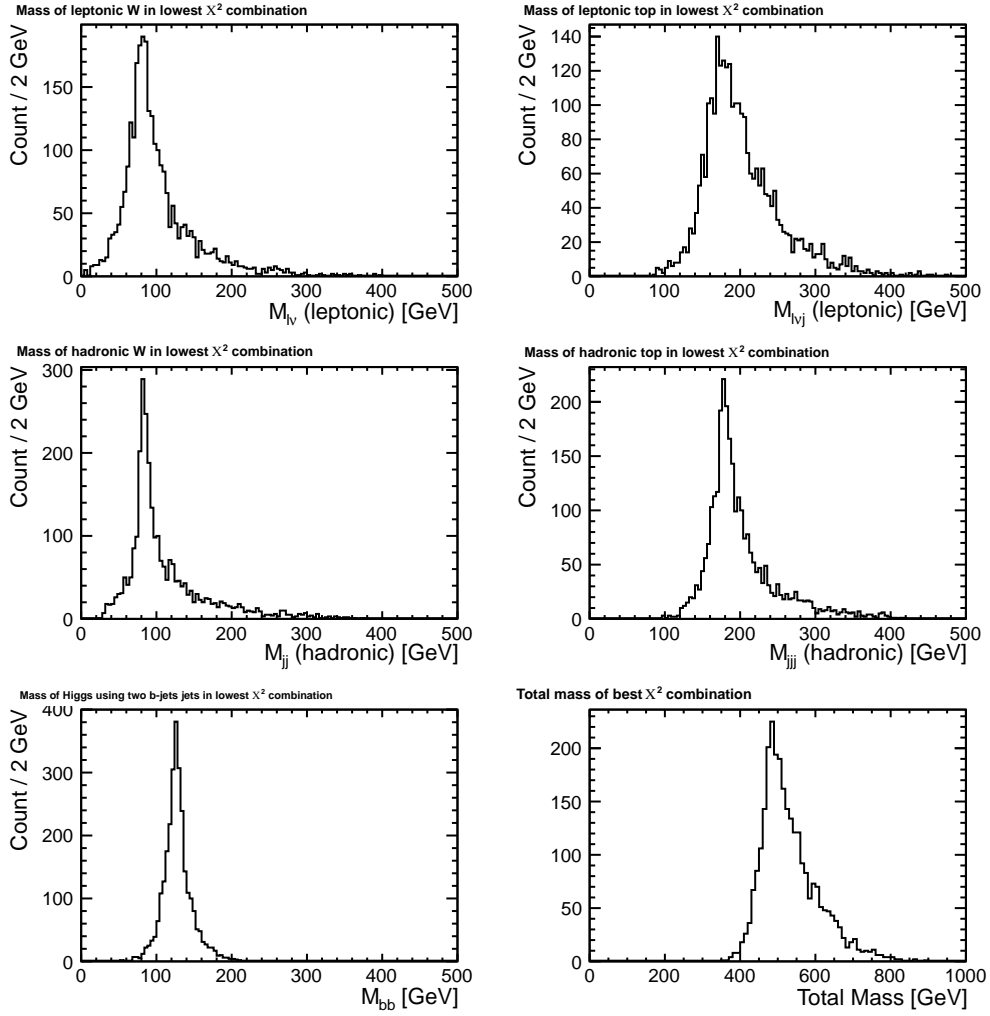 Mass of leptonic W in lowest Χ² combination
Count / 2 GeV
150
100
50
0
0 100 200 300 400 500
M_lν (leptonic) [GeV]
Mass of leptonic top in lowest Χ² combination
Count / 2 GeV
140
120
100
80
60
40
20
0
0 100 200 300 400 500
M_lνj (leptonic) [GeV]
Mass of hadronic W in lowest Χ² combination
Count / 2 GeV
300
200
100
0
0 100 200 300 400 500
M_jj (hadronic) [GeV]
Mass of hadronic top in lowest Χ² combination
Count / 2 GeV
200
150
100
50
0
0 100 200 300 400 500
M_jjj (hadronic) [GeV]
Mass of Higgs using two b-jets jets in lowest Χ² combination
Count / 2 GeV
400
300
200
100
0
0 100 200 300 400 500
M_bb [GeV]
Total mass of best Χ² combination
Count / 2 GeV
200
150
100
50
0
0 200 400 600 800 1000
Total Mass [GeV]